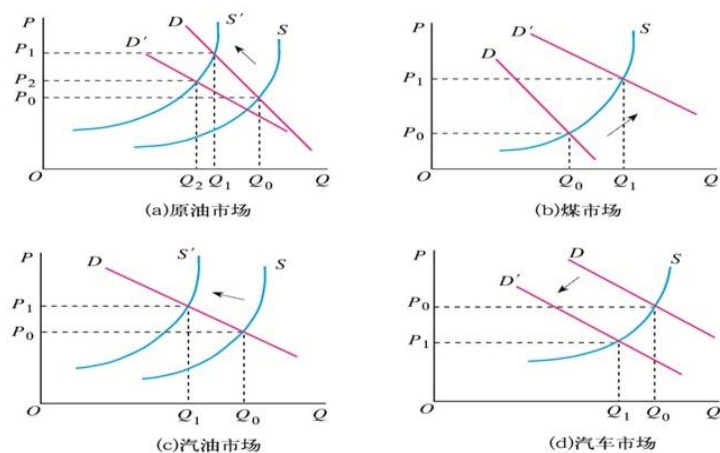 P
D
S'
S
D'
P₁
P₂
P₀
O
Q₂
Q₁
Q₀
Q
(a)原油市场
P
D
D'
S
P₁
P₀
O
Q₀
Q₁
Q
(b)煤市场
P
D
S'
S
P₁
P₀
O
Q₁
Q₀
Q
(c)汽油市场
P
D
S
D'
P₀
P₁
O
Q₁
Q₀
Q
(d)汽车市场